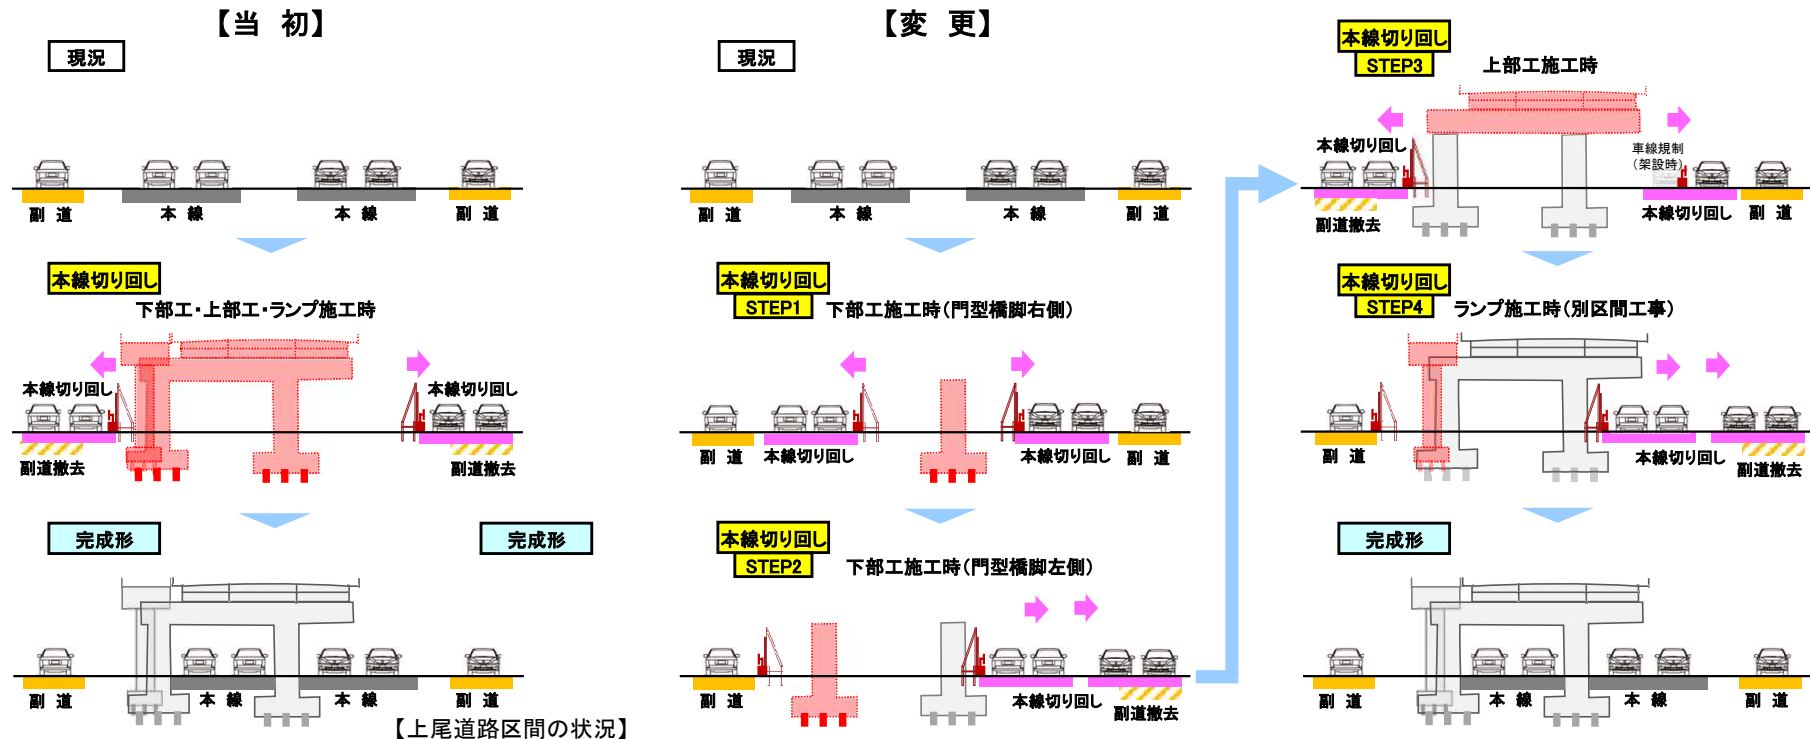 【当 初】
現況
副 道
本 線
本 線
副 道
本線切り回し
下部工・上部工・ランプ施工時
本線切り回し
本線切り回し
副道撤去
副道撤去
完成形
完成形
副 道
本 線
本 線
副 道
【上尾道路区間の状況】
【変 更】
現況
副 道
本 線
本 線
副 道
本線切り回し
STEP1
下部工施工時(門型橋脚右側)
副 道
本線切り回し
本線切り回し
副 道
本線切り回し
STEP2
下部工施工時(門型橋脚左側)
副 道
本線切り回し
副道撤去
本線切り回し
STEP3
上部工施工時
本線切り回し
車線規制
(架設時)
副道撤去
本線切り回し
副 道
本線切り回し
STEP4
ランプ施工時(別区間工事)
副 道
本線切り回し
副道撤去
完成形
副 道
本 線
本 線
副 道